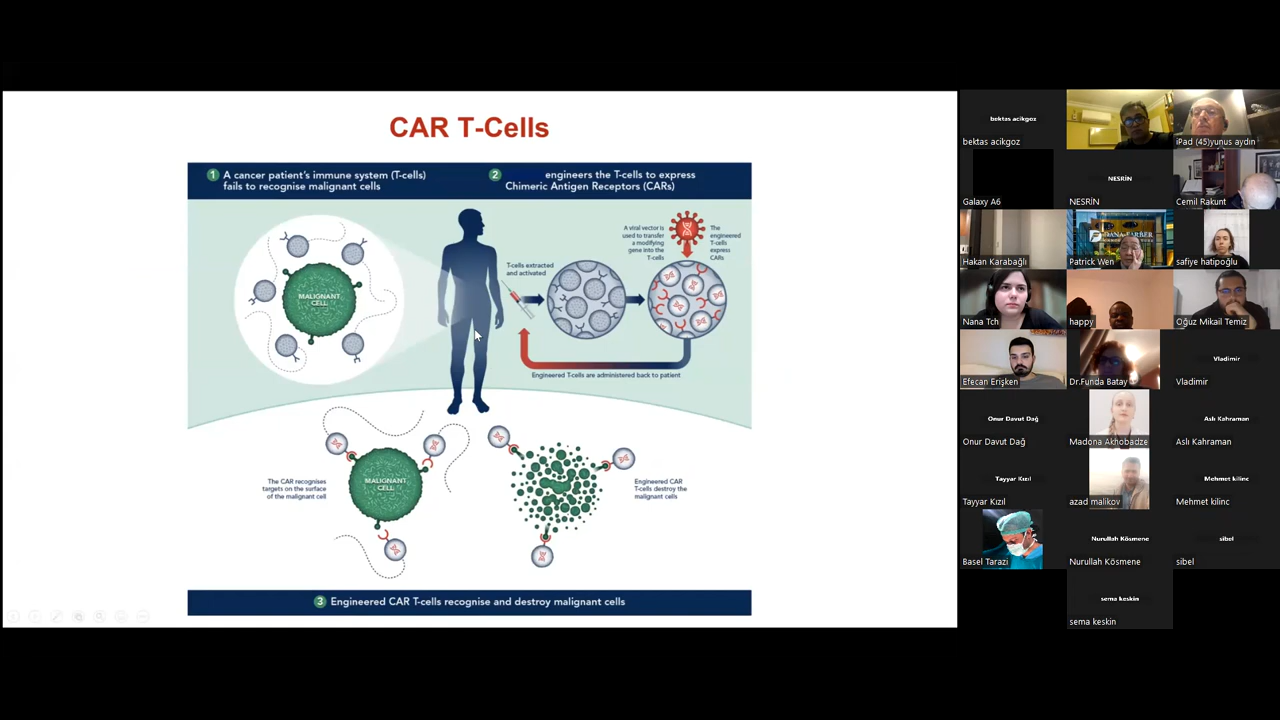 CAR T-Cells
1 A cancer patient's immune system (T-cells)
fails to recognise malignant cells
2 engineers the T-cells to express
Chimeric Antigen Receptors (CARs)
MALIGNANT
CELL
T-cells extracted
and activated
A viral vector is
used to transfer
a modifying
gene into the
T-cells
The
engineered
T-cells
express
CARs
Engineered T-cells are administered back to patient
The CAR recognises
targets on the surface
of the malignant cell
MALIGNANT
CELL
Engineered CAR
T-cells destroy the
malignant cells
3 Engineered CAR T-cells recognise and destroy malignant cells
bektas acikgoz
bektas acikgoz
iPad (45)yunus aydın
Galaxy A6
NESRİN
NESRİN
Cemil Rakunt
Hakan Karabağlı
DANA-FARBER
Patrick Wen
safiye hatipoğlu
Nana Tch
happy
Oğuz Mikail Temiz
Efecan Erişken
Dr.Funda Batay
Vladimir
Vladimir
Onur Davut Dağ
Onur Davut Dağ
Madona Akhobadze
Aslı Kahraman
Aslı Kahraman
Tayyar Kızıl
Tayyar Kızıl
azad malikov
Mehmet kilinc
Mehmet kilinc
Basel Tarazi
Nurullah Kösmene
Nurullah Kösmene
sibel
sibel
sema keskin
sema keskin